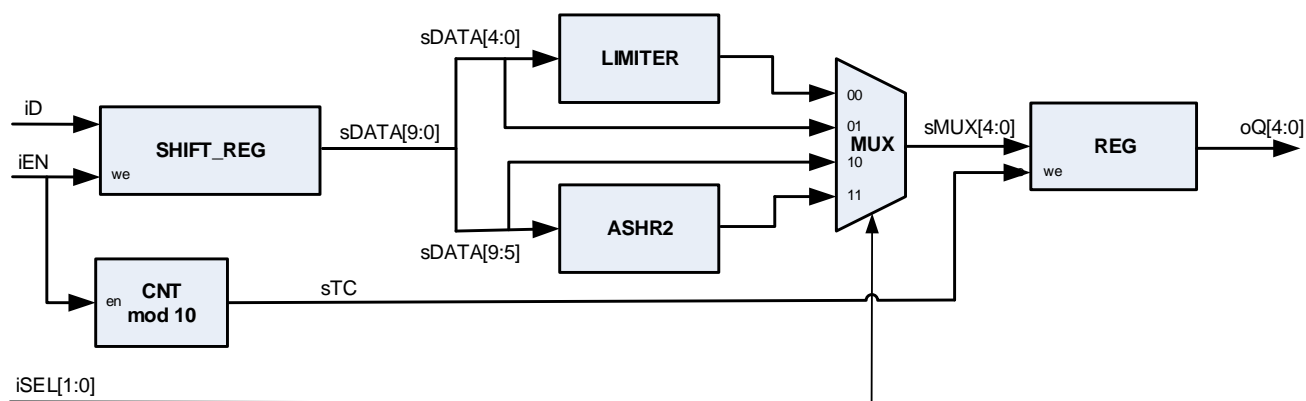 sDATA[4:0]
LIMITER
iD
SHIFT_REG
sDATA[9:0]
00
01
MUX
sMUX[4:0]
REG
oQ[4:0]
iEN
we
10
we
11
ASHR2
sDATA[9:5]
en
CNT
mod 10
sTC
iSEL[1:0]